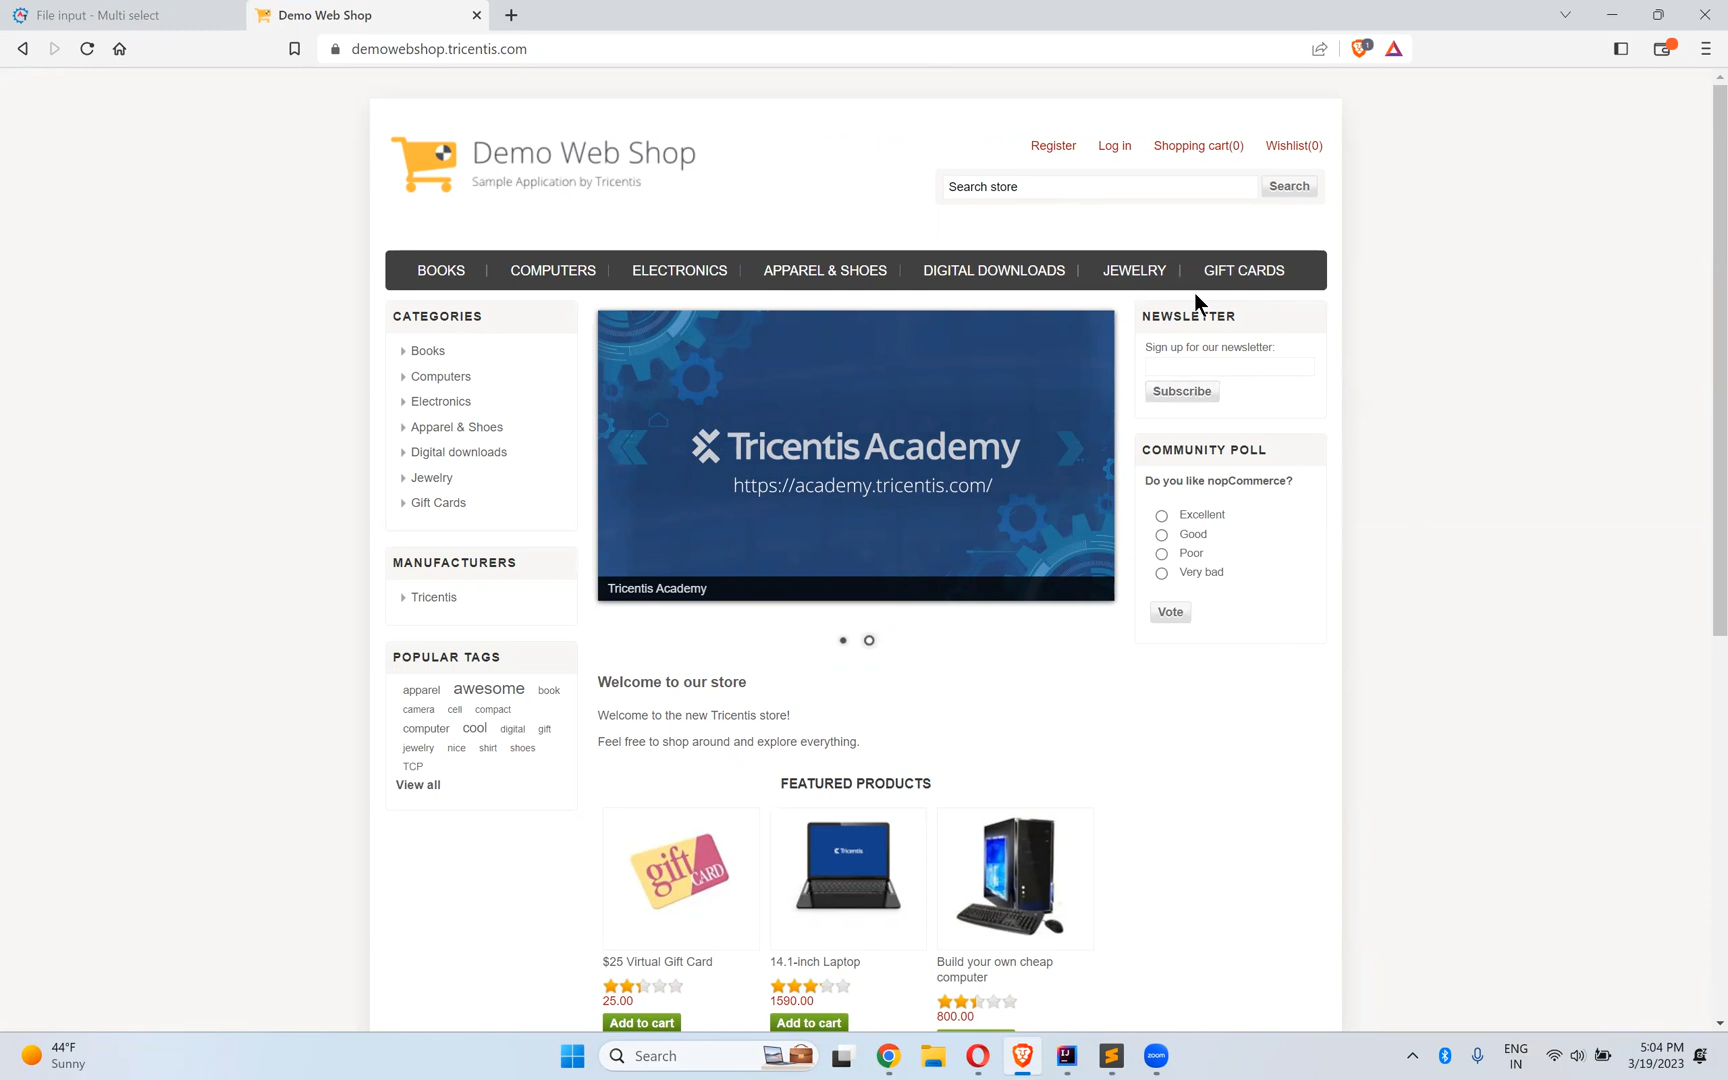 File input - Multi select
Demo Web Shop
demowebshop.tricentis.com
1
Demo Web Shop
Sample Application by Tricentis
Register
Log in
Shopping cart(0)
Wishlist(0)
Search store
Search
BOOKS
COMPUTERS
ELECTRONICS
APPAREL & SHOES
DIGITAL DOWNLOADS
JEWELRY
GIFT CARDS
CATEGORIES
Books
Computers
Electronics
Apparel & Shoes
Digital downloads
Jewelry
Gift Cards
MANUFACTURERS
Tricentis
POPULAR TAGS
apparel awesome book
camera cell compact
computer cool digital gift
jewelry nice shirt shoes
TCP
View all
Tricentis Academy
https://academy.tricentis.com/
Tricentis Academy
Welcome to our store
Welcome to the new Tricentis store!
Feel free to shop around and explore everything.
FEATURED PRODUCTS
gift
CARD
$25 Virtual Gift Card
25.00
Add to cart
Tricentis
14.1-inch Laptop
1590.00
Add to cart
Build your own cheap
computer
800.00
NEWSLETTER
Sign up for our newsletter:
Subscribe
COMMUNITY POLL
Do you like nopCommerce?
Excellent
Good
Poor
Very bad
Vote
44°F
Sunny
Search
zoom
ENG
IN
5:04 PM
3/19/2023